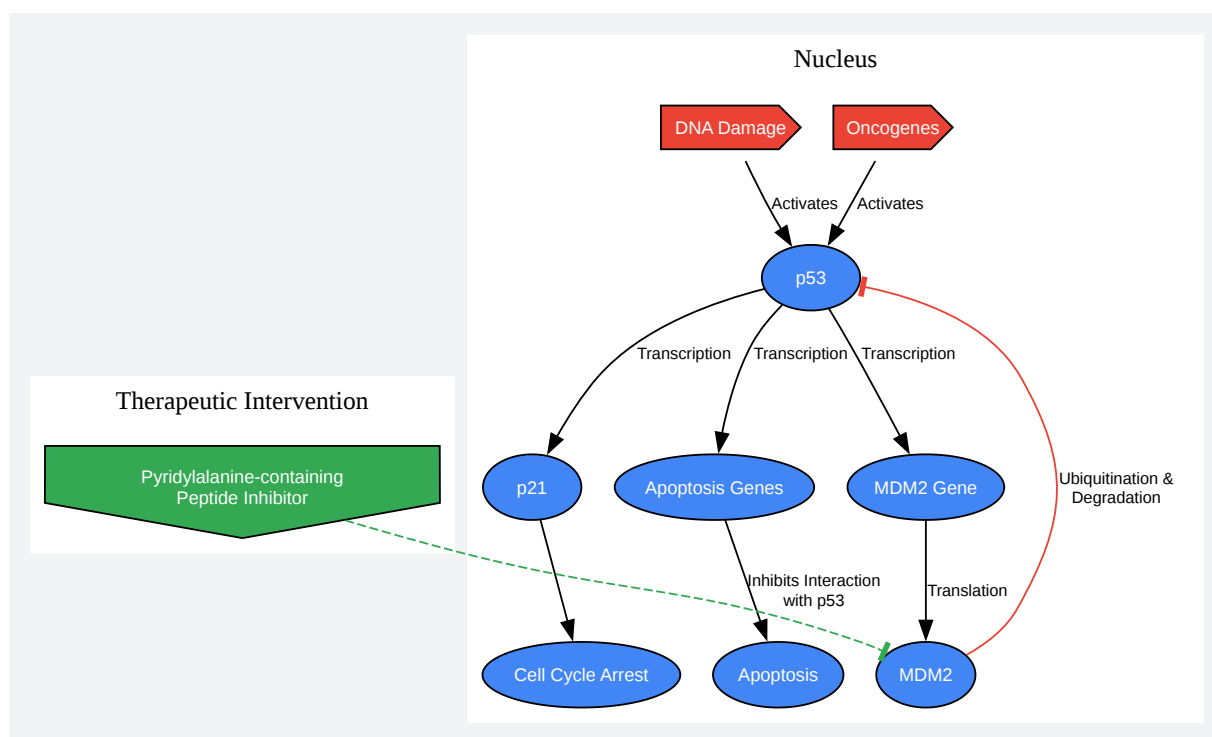 Nucleus
DNA Damage
Oncogenes
Activates
Activates
p53
Transcription
Transcription
Transcription
Therapeutic Intervention
Pyridylalanine-containing
Peptide Inhibitor
p21
Apoptosis Genes
MDM2 Gene
Ubiquitination &
Degradation
Inhibits Interaction
with p53
Translation
Cell Cycle Arrest
Apoptosis
MDM2